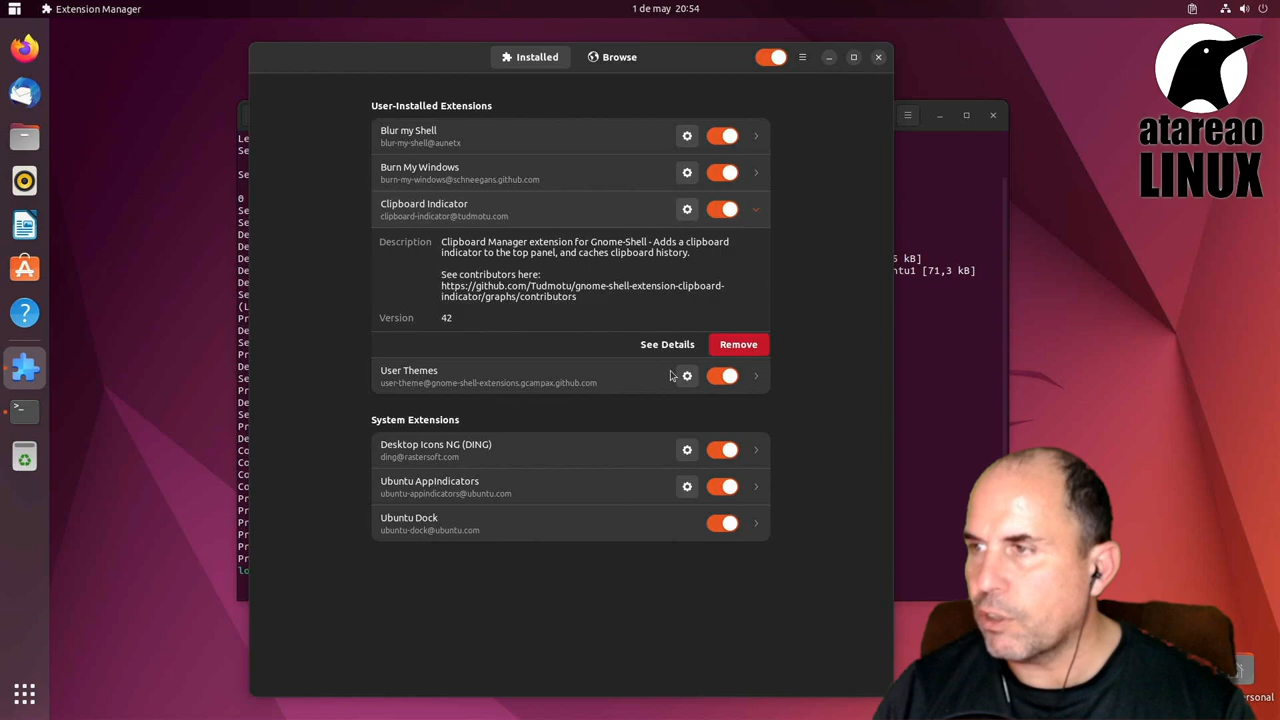 Extension Manager
1 de may 20:54
Installed
Browse
User-Installed Extensions
Blur my Shell
blur-my-shell@aunetx
Burn My Windows
burn-my-windows@schneegans.github.com
Clipboard Indicator
clipboard-indicator@tudmotu.com
Description
Clipboard Manager extension for Gnome-Shell - Adds a clipboard
indicator to the top panel, and caches clipboard history.
See contributors here:
https://github.com/Tudmotu/gnome-shell-extension-clipboard-
indicator/graphs/contributors
Version
42
See Details
Remove
User Themes
user-theme@gnome-shell-extensions.gcampax.github.com
System Extensions
Desktop Icons NG (DING)
ding@rastersoft.com
Ubuntu AppIndicators
ubuntu-appindicators@ubuntu.com
Ubuntu Dock
ubuntu-dock@ubuntu.com
kB]
[71,3 kB]
atareao
LINUX